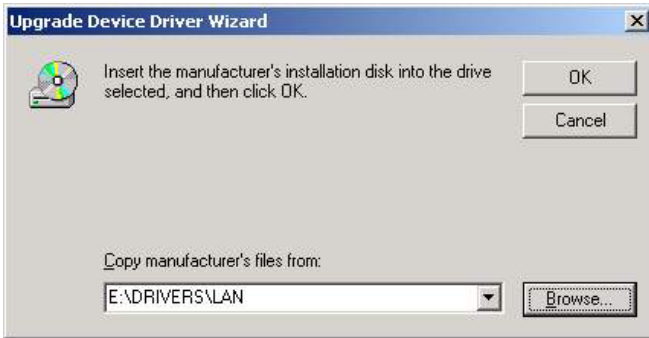 Upgrade Device Driver Wizard
Insert the manufacturer's installation disk into the drive
selected, and then click OK.
OK
Cancel
Copy manufacturer's files from:
E:\DRIVERS\LAN
Browse...